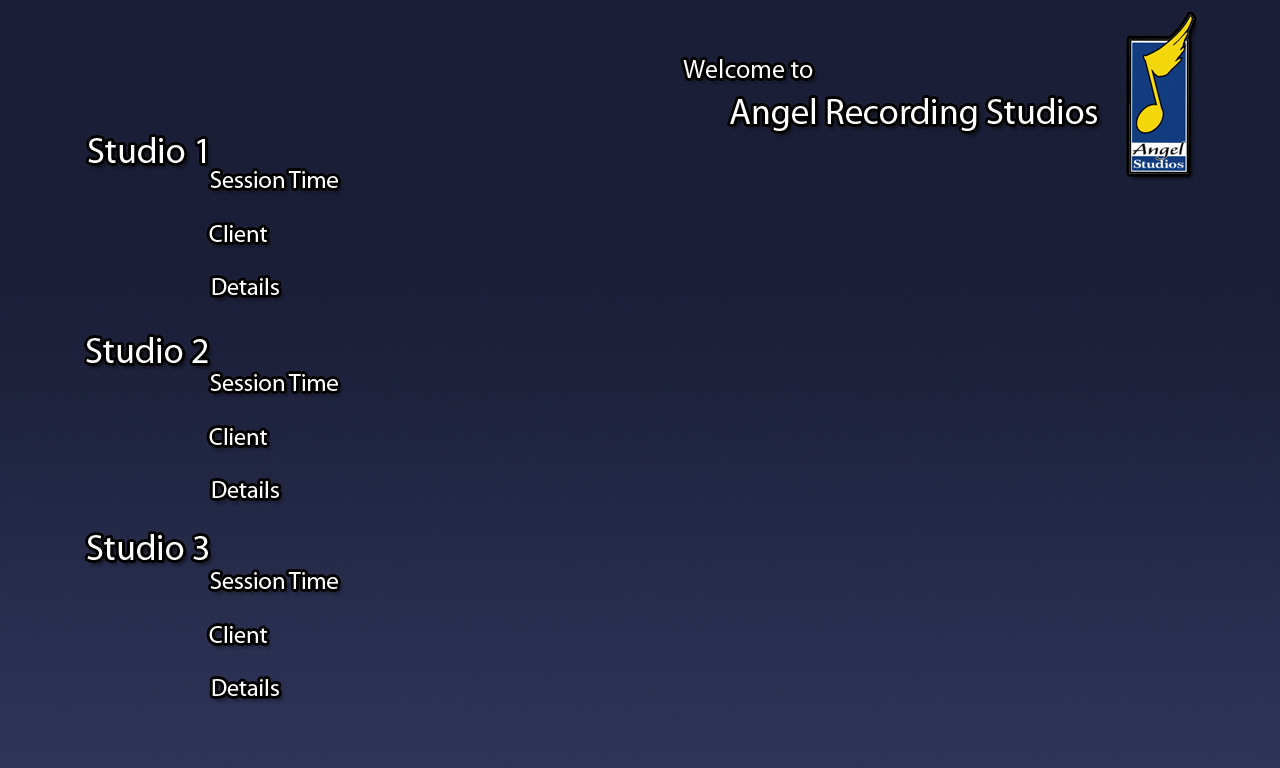 Welcome to
Angel Recording Studios
Angel
Studios
Studio 1
Session Time
Client
Details
Studio 2
Session Time
Client
Details
Studio 3
Session Time
Client
Details